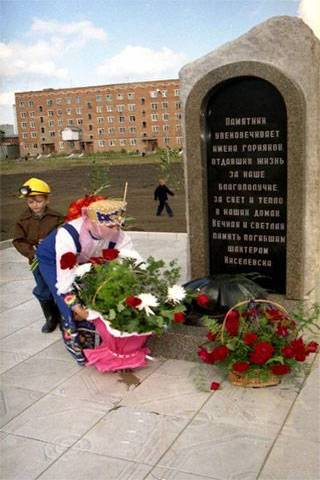 Памятник
увековечивает
имена горняков
отдавших жизнь
за наше
благополучие,
за свет и тепло
в наших домах
Вечная и светлая
память погибшим
шахтерам
Киселевска